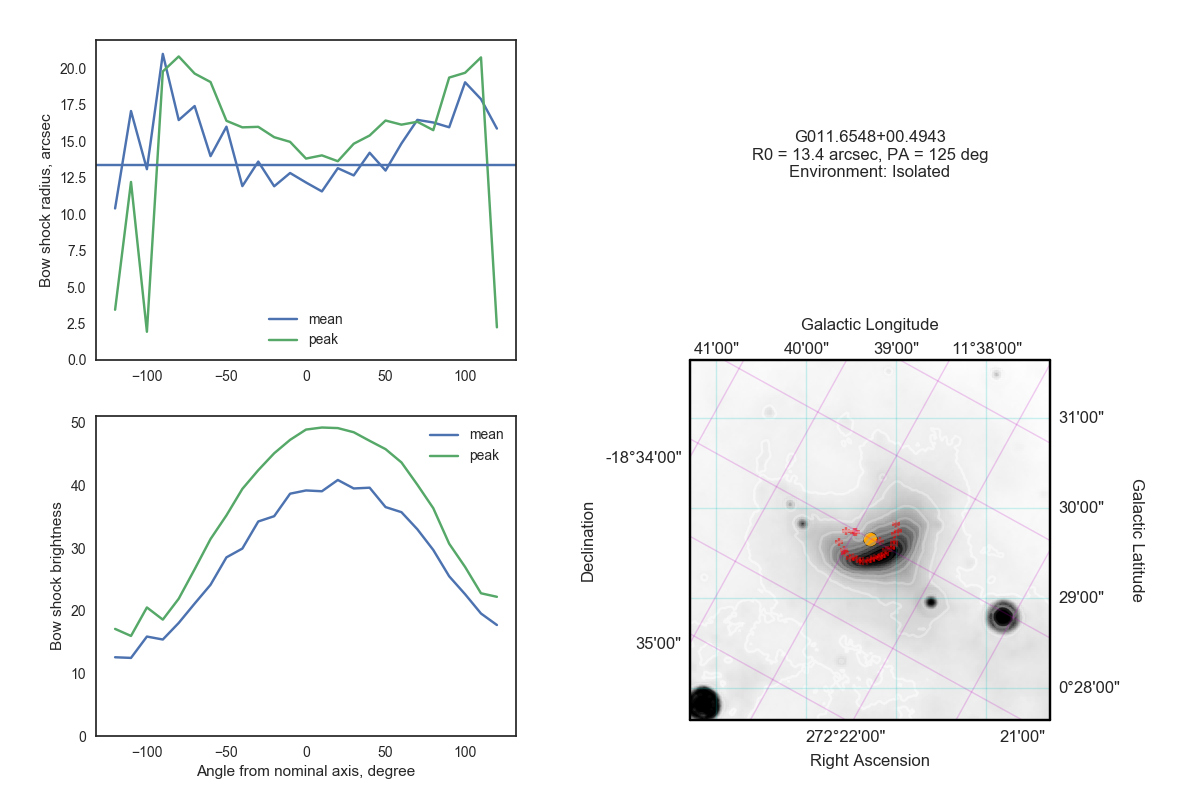 20.0
17.5
15.0
12.5
10.0
7.5
5.0
2.5
0.0
Bow shock radius, arcsec
mean
peak
−100
−50
0
50
100
50
40
30
20
10
0
Bow shock brightness
mean
peak
−100
−50
0
50
100
Angle from nominal axis, degree
G011.6548+00.4943
R0 = 13.4 arcsec, PA = 125 deg
Environment: Isolated
Galactic Longitude
41'00"
40'00"
39'00"
11°38'00"
31'00"
30'00"
29'00"
0°28'00"
Galactic Latitude
-18°34'00"
35'00"
Declination
272°22'00"
21'00"
Right Ascension